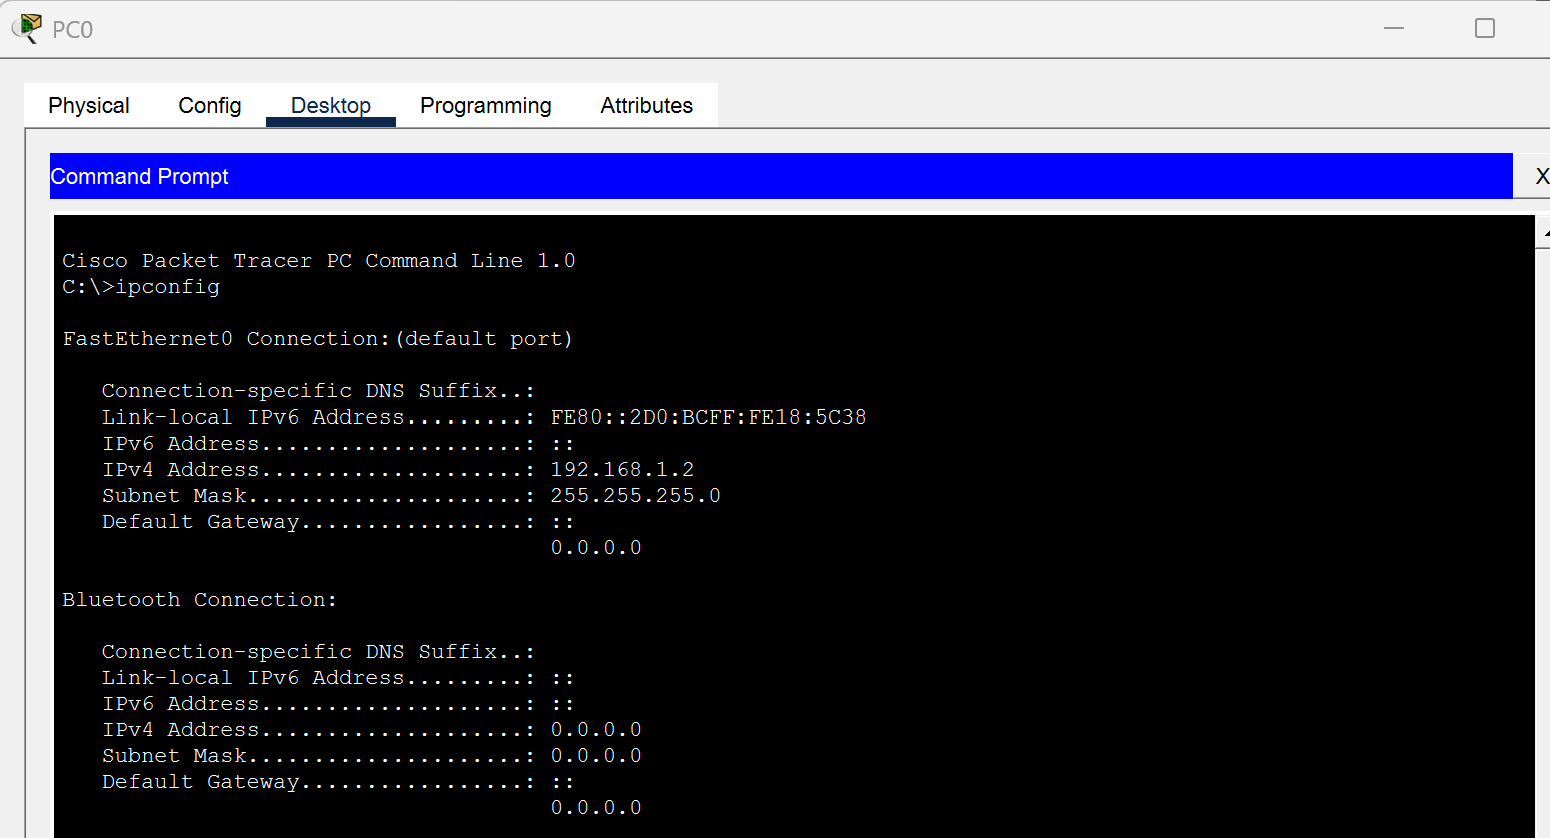 PC0
Physical Config Desktop Programming Attributes
Command Prompt
X
Cisco Packet Tracer PC Command Line 1.0
C:\>ipconfig
FastEthernet0 Connection:(default port)
Connection-specific DNS Suffix..:
Link-local IPv6 Address.........: FE80::2D0:BCFF:FE18:5C38
IPv6 Address....................: ::
IPv4 Address....................: 192.168.1.2
Subnet Mask.....................: 255.255.255.0
Default Gateway.................: ::
0.0.0.0
Bluetooth Connection:
Connection-specific DNS Suffix..:
Link-local IPv6 Address.........: ::
IPv6 Address....................: ::
IPv4 Address....................: 0.0.0.0
Subnet Mask.....................: 0.0.0.0
Default Gateway.................: ::
0.0.0.0